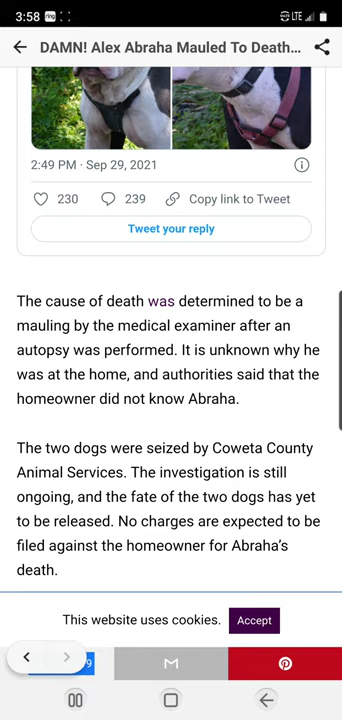 3:58 ring LTE
DAMN! Alex Abraha Mauled To Death...
2:49 PM · Sep 29, 2021
230 239 Copy link to Tweet
Tweet your reply
The cause of death was determined to be a
mauling by the medical examiner after an
autopsy was performed. It is unknown why he
was at the home, and authorities said that the
homeowner did not know Abraha.
The two dogs were seized by Coweta County
Animal Services. The investigation is still
ongoing, and the fate of the two dogs has yet
to be released. No charges are expected to be
filed against the homeowner for Abraha's
death.
This website uses cookies. Accept
9